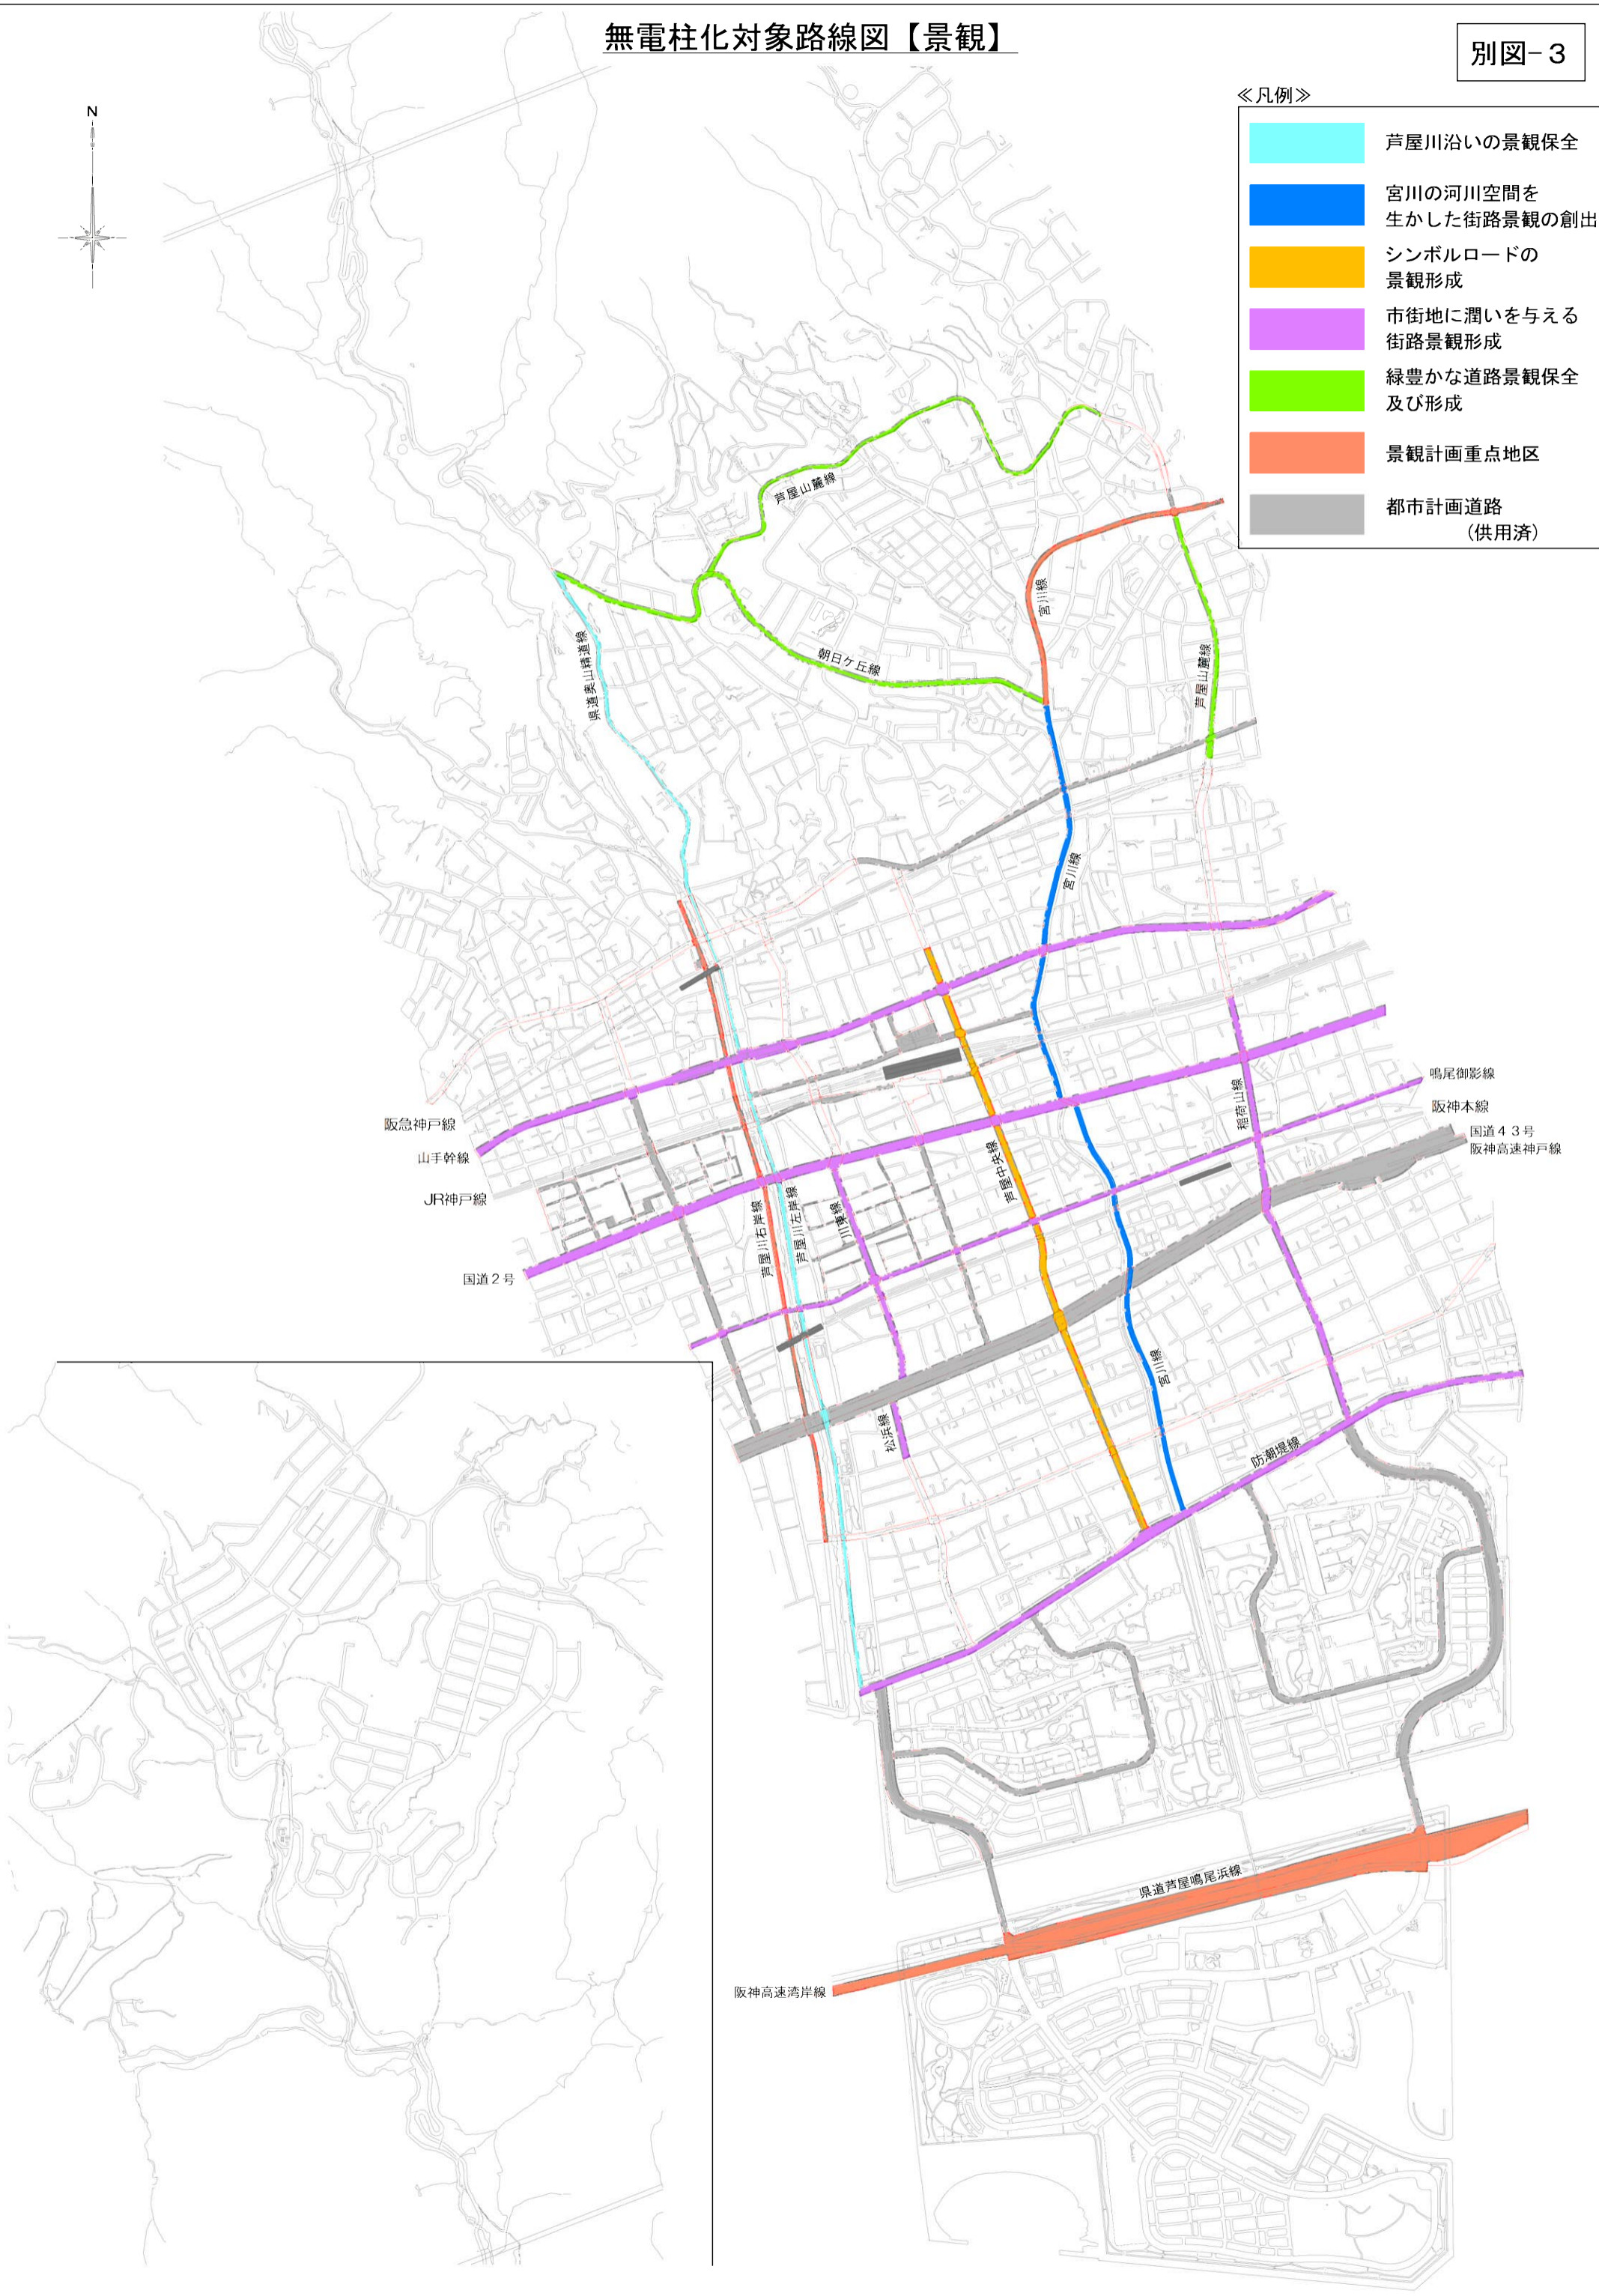 無電柱化対象路線図【景観】
別図-3
N
≪凡例≫
芦屋川沿いの景観保全
宮川の河川空間を
生かした街路景観の創出
シンボルロードの
景観形成
市街地に潤いを与える
街路景観形成
緑豊かな道路景観保全
及び形成
景観計画重点地区
都市計画道路
(供用済)
芦屋山麓線
宮川線
県道奥山精道線
朝日ケ丘線
芦屋山麓線
宮川線
阪急神戸線
山手幹線
JR神戸線
国道2号
芦屋川右岸線
芦屋川左岸線
川東線
芦屋中央線
稲荷山線
鳴尾御影線
阪神本線
国道43号
阪神高速神戸線
宮川線
松浜線
防潮堤線
県道芦屋鳴尾浜線
阪神高速湾岸線